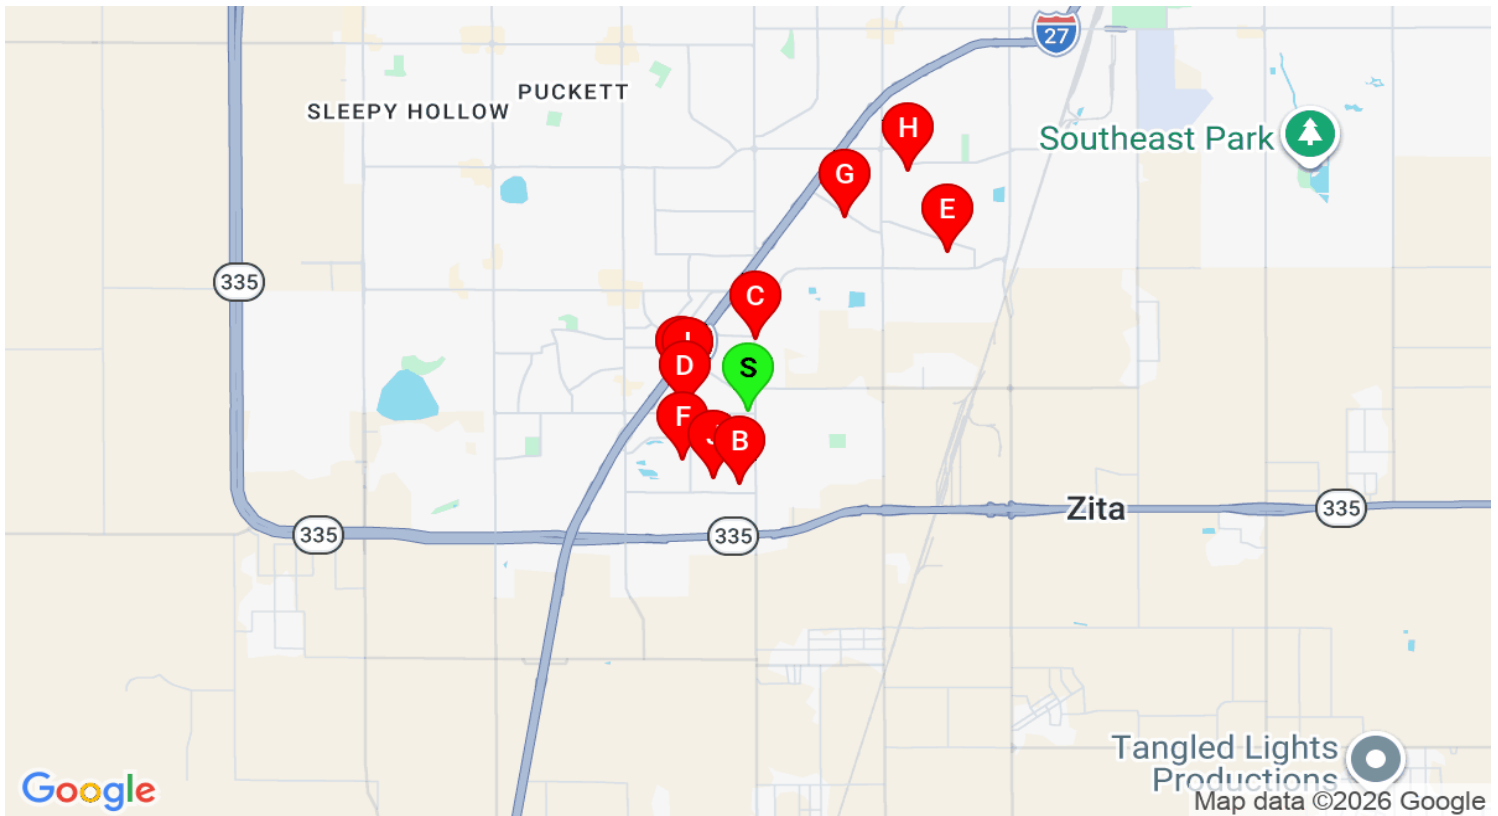 27
PUCKETT
SLEEPY HOLLOW
H
Southeast Park
G
E
335
C
I
D
S
F
J
B
335
335
Zita
335
Tangled Lights
Productions
Google
Map data ©2026 Google